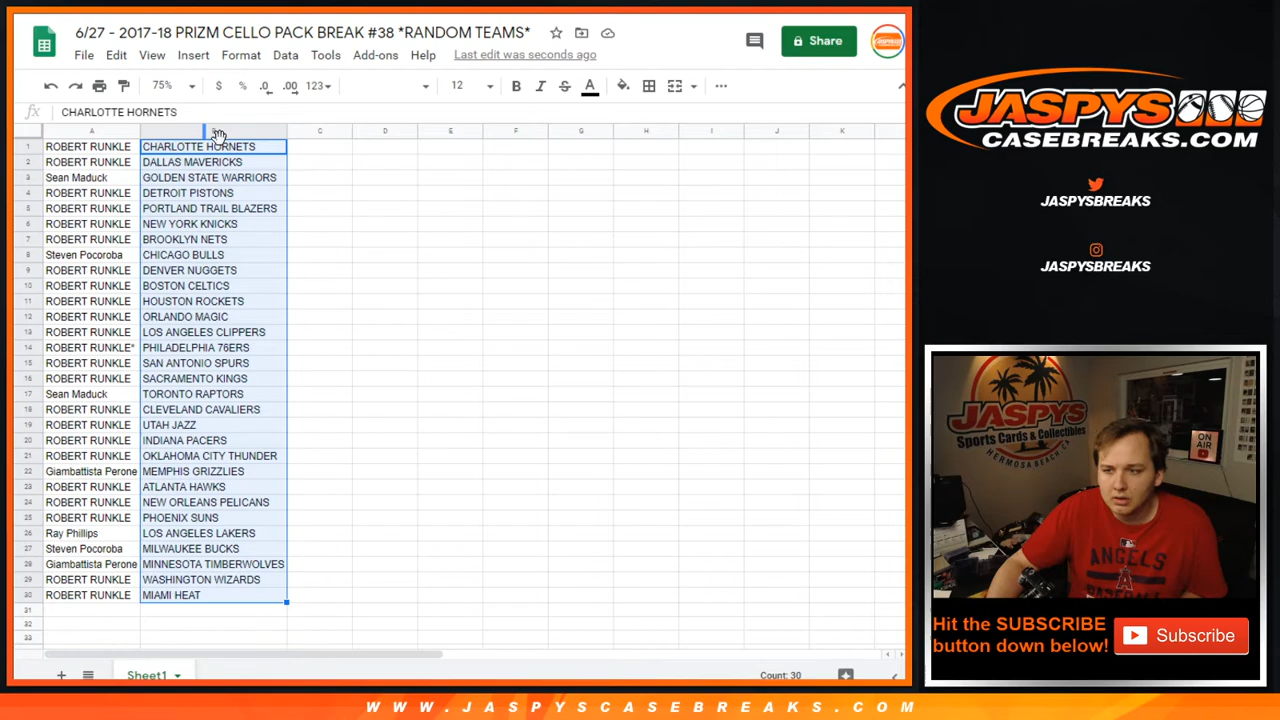 6/27 - 2017-18 PRIZM CELLO PACK BREAK #38 *RANDOM TEAMS*
File Edit View Insert Format Data Tools Add-ons Help Last edit was seconds ago
Share
75% $ % .0 .00 123 12 B I S A
fx CHARLOTTE HORNETS
A C D E F G H I J K
1 ROBERT RUNKLE CHARLOTTE HORNETS
2 ROBERT RUNKLE DALLAS MAVERICKS
3 Sean Maduck GOLDEN STATE WARRIORS
4 ROBERT RUNKLE DETROIT PISTONS
5 ROBERT RUNKLE PORTLAND TRAIL BLAZERS
6 ROBERT RUNKLE NEW YORK KNICKS
7 ROBERT RUNKLE BROOKLYN NETS
8 Steven Pocoroba CHICAGO BULLS
9 ROBERT RUNKLE DENVER NUGGETS
10 ROBERT RUNKLE BOSTON CELTICS
11 ROBERT RUNKLE HOUSTON ROCKETS
12 ROBERT RUNKLE ORLANDO MAGIC
13 ROBERT RUNKLE LOS ANGELES CLIPPERS
14 ROBERT RUNKLE* PHILADELPHIA 76ERS
15 ROBERT RUNKLE SAN ANTONIO SPURS
16 ROBERT RUNKLE SACRAMENTO KINGS
17 Sean Maduck TORONTO RAPTORS
18 ROBERT RUNKLE CLEVELAND CAVALIERS
19 ROBERT RUNKLE UTAH JAZZ
20 ROBERT RUNKLE INDIANA PACERS
21 ROBERT RUNKLE OKLAHOMA CITY THUNDER
22 Giambattista Perone MEMPHIS GRIZZLIES
23 ROBERT RUNKLE ATLANTA HAWKS
24 ROBERT RUNKLE NEW ORLEANS PELICANS
25 ROBERT RUNKLE PHOENIX SUNS
26 Ray Phillips LOS ANGELES LAKERS
27 Steven Pocoroba MILWAUKEE BUCKS
28 Giambattista Perone MINNESOTA TIMBERWOLVES
29 ROBERT RUNKLE WASHINGTON WIZARDS
30 ROBERT RUNKLE MIAMI HEAT
31
32
33
Sheet1
Count: 30
JASPYS
CASEBREAKS.COM
JASPYSBREAKS
JASPYSBREAKS
JASPYS
Sports Cards & Collectibles
HERMOSA BEACH, CA
ON AIR
ANGELS
BASEBALL
Hit the SUBSCRIBE
button down below!
Subscribe
WWW.JASPYSCASEBREAKS.COM